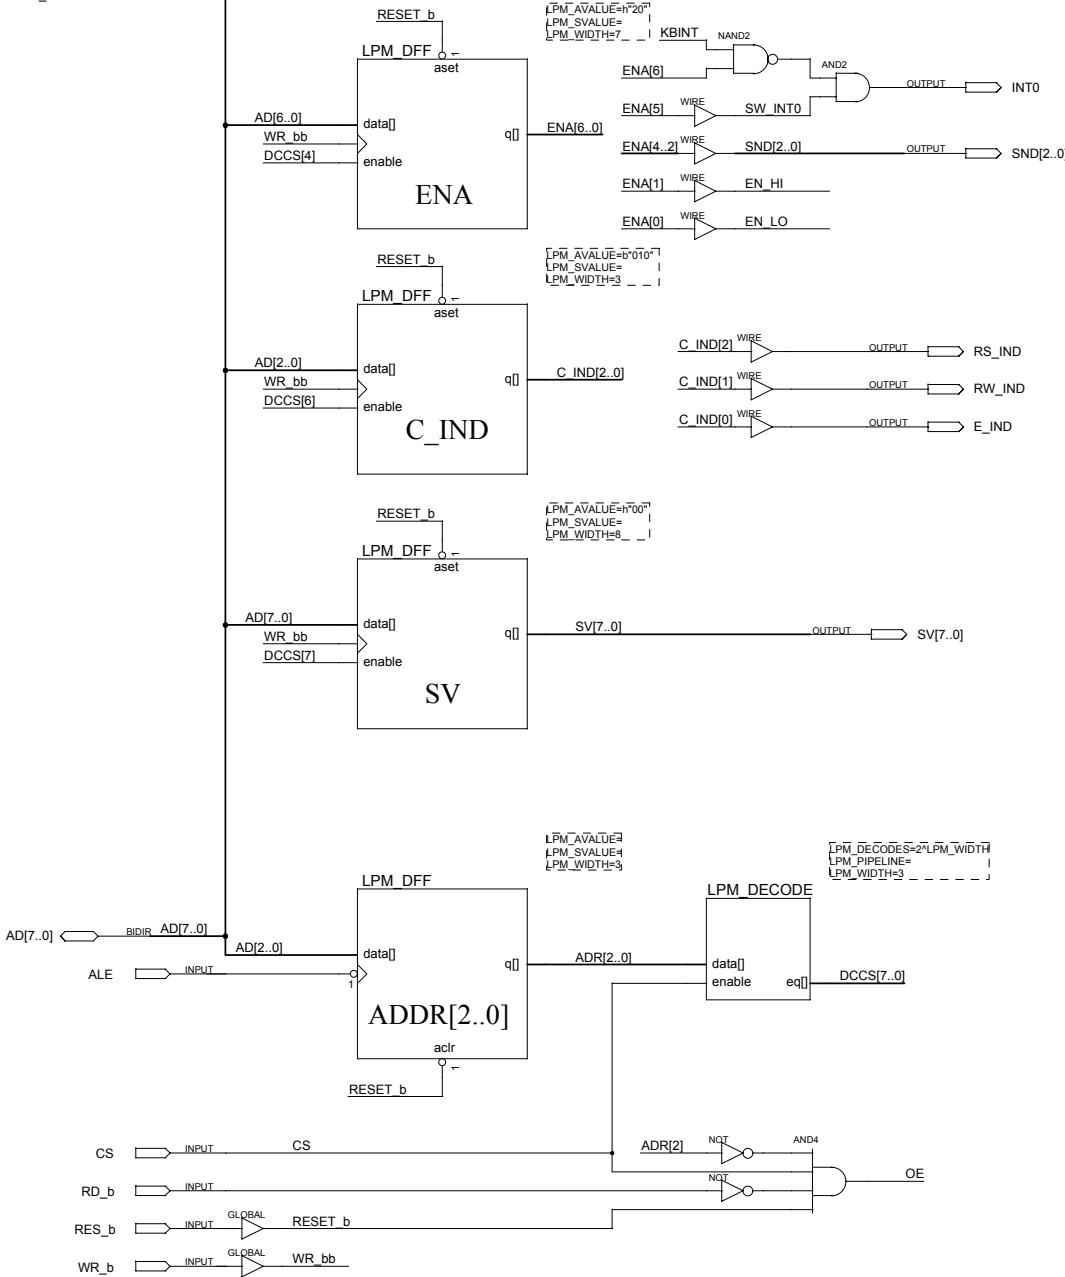 RESET_b
LPM_AVALUE=h"20"
LPM_SVALUE=
LPM_WIDTH=7
LPM_DFF
1
aset
AD[6..0]
data[]
WR_bb
DCCS[4]
enable
q[]
ENA[6..0]
ENA
KBINT
NAND2
AND2
ENA[6]
OUTPUT
INT0
ENA[5]
WIRE
SW_INT0
ENA[4..2]
WIRE
SND[2..0]
OUTPUT
SND[2..0]
ENA[1]
WIRE
EN_HI
ENA[0]
WIRE
EN_LO
RESET_b
LPM_AVALUE=b"010"
LPM_SVALUE=
LPM_WIDTH=3
LPM_DFF
1
aset
AD[2..0]
data[]
WR_bb
DCCS[6]
enable
q[]
C_IND[2..0]
C_IND
C_IND[2]
WIRE
OUTPUT
RS_IND
C_IND[1]
WIRE
OUTPUT
RW_IND
C_IND[0]
WIRE
OUTPUT
E_IND
RESET_b
LPM_AVALUE=h"00"
LPM_SVALUE=
LPM_WIDTH=8
LPM_DFF
1
aset
AD[7..0]
data[]
WR_bb
DCCS[7]
enable
q[]
SV[7..0]
OUTPUT
SV[7..0]
SV
LPM_AVALUE=
LPM_SVALUE=
LPM_WIDTH=3
LPM_DECODES=2^LPM_WIDTH
LPM_PIPELINE=
LPM_WIDTH=3
LPM_DFF
LPM_DECODE
AD[7..0]
BIDIR
AD[7..0]
AD[2..0]
data[]
q[]
ADR[2..0]
data[]
ALE
INPUT
1
enable
eq[]
DCCS[7..0]
ADDR[2..0]
aclr
1
RESET_b
CS
INPUT
CS
ADR[2]
NOT
AND4
OE
RD_b
INPUT
NOT
RES_b
INPUT
GLOBAL
RESET_b
WR_b
INPUT
GLOBAL
WR_bb